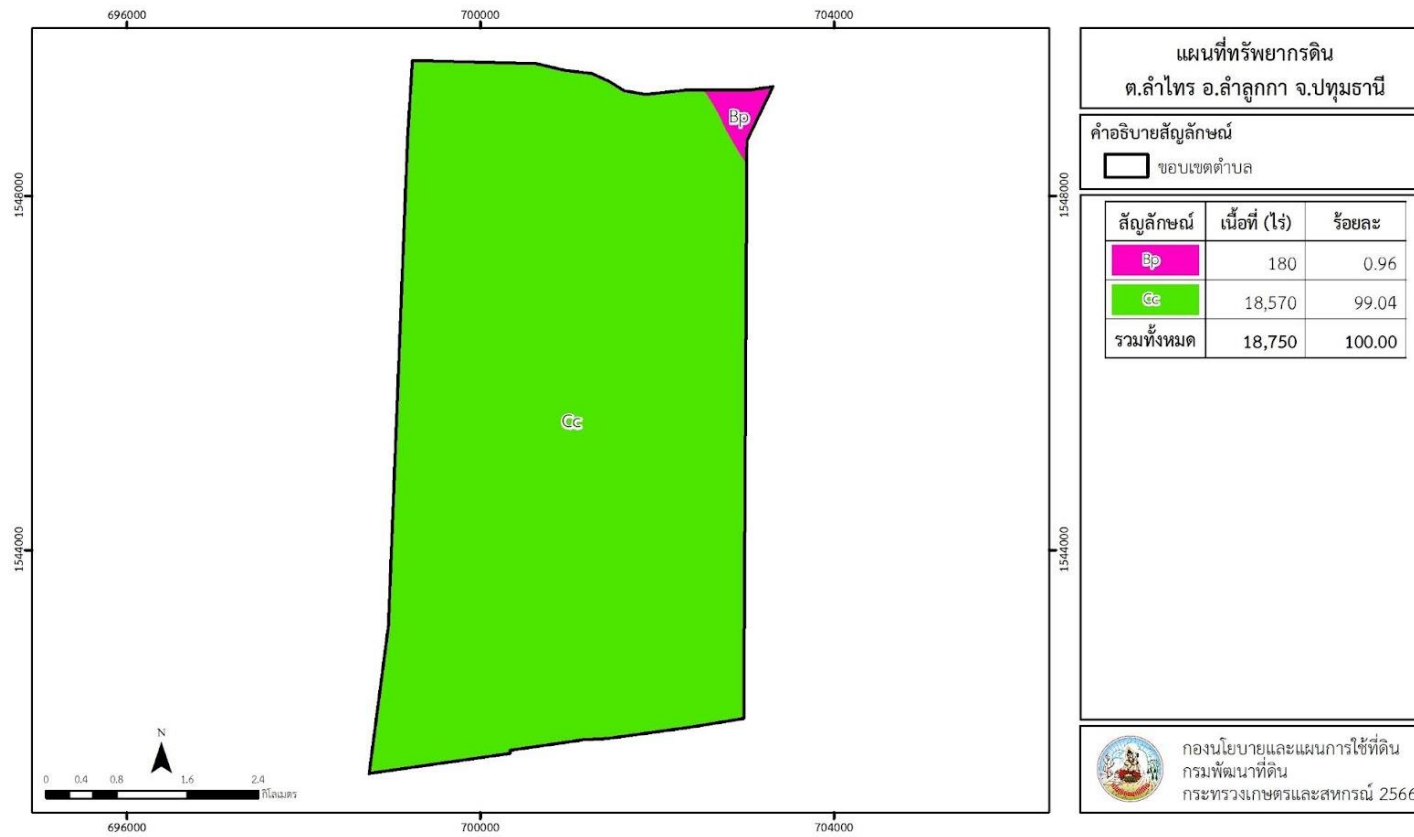 696000 700000 704000
1548000 1548000
1544000 1544000
Bp
Cc
N
0 0.4 0.8 1.6 2.4
กิโลเมตร
696000 700000 704000
แผนที่ทรัพยากรดิน
ต.ลำไทร อ.ลำลูกกา จ.ปทุมธานี
คำอธิบายสัญลักษณ์
ขอบเขตตำบล
สัญลักษณ์ เนื้อที่ (ไร่) ร้อยละ
Bp 180 0.96
Cc 18,570 99.04
รวมทั้งหมด 18,750 100.00
กองนโยบายและแผนการใช้ที่ดิน
กรมพัฒนาที่ดิน
กระทรวงเกษตรและสหกรณ์ 2566